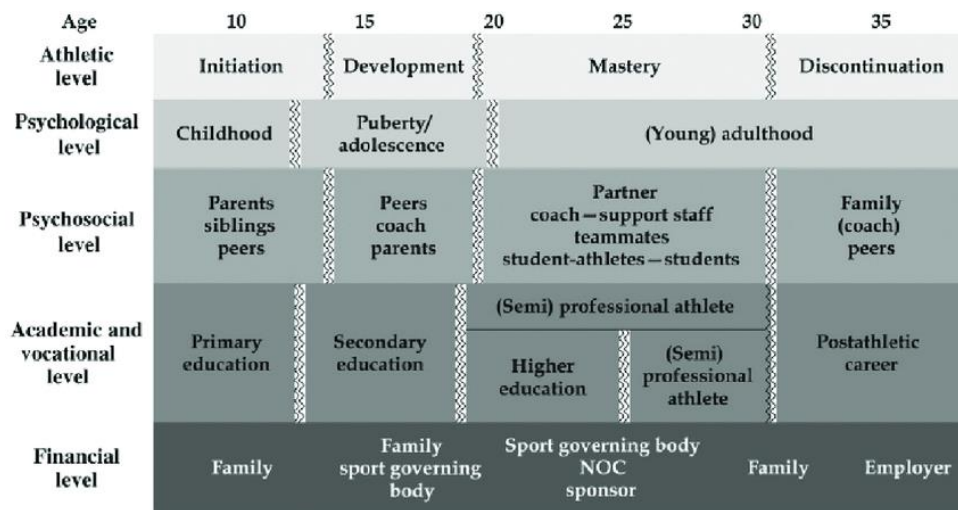 Age 10 15 20 25 30 35
Athletic
level
Initiation Development Mastery Discontinuation
Psychological
level
Childhood
Puberty/
adolescence
(Young) adulthood
Psychosocial
level
Parents
siblings
peers
Peers
coach
parents
Partner
coach—support staff
teammates
student-athletes—students
Family
(coach)
peers
Academic and
vocational
level
Primary
education
Secondary
education
(Semi) professional athlete
Higher
education
(Semi)
professional
athlete
Postathletic
career
Financial
level
Family
Family
sport governing
body
Sport governing body
NOC
sponsor
Family
Employer